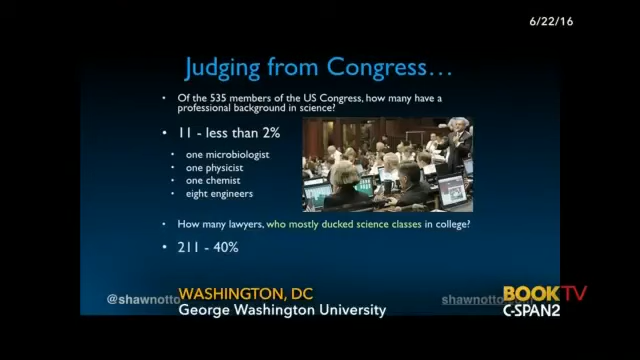 6/22/16
Judging from Congress…
• Of the 535 members of the US Congress, how many have a
professional background in science?
• 11 - less than 2%
• one microbiologist
• one physicist
• one chemist
• eight engineers
• How many lawyers, who mostly ducked science classes in college?
• 211 - 40%
@shawnotto
WASHINGTON, DC
George Washington University
shawnotto
BOOKTV
C-SPAN2